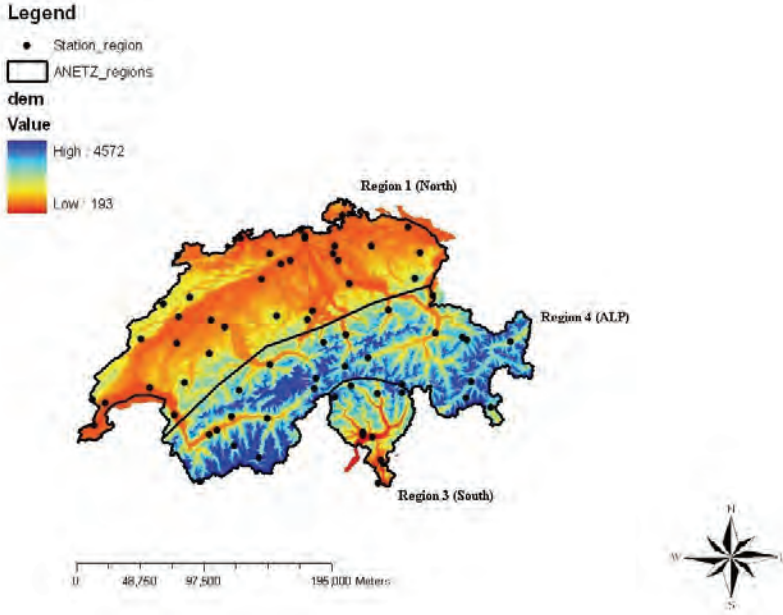 Legend
Station_region
ANETZ_regions
dem
Value
High : 4572
Low : 193
Region 1 (North)
Region 4 (ALP)
Region 3 (South)
0 48,750 97,500 195,000 Meters
N
W
S